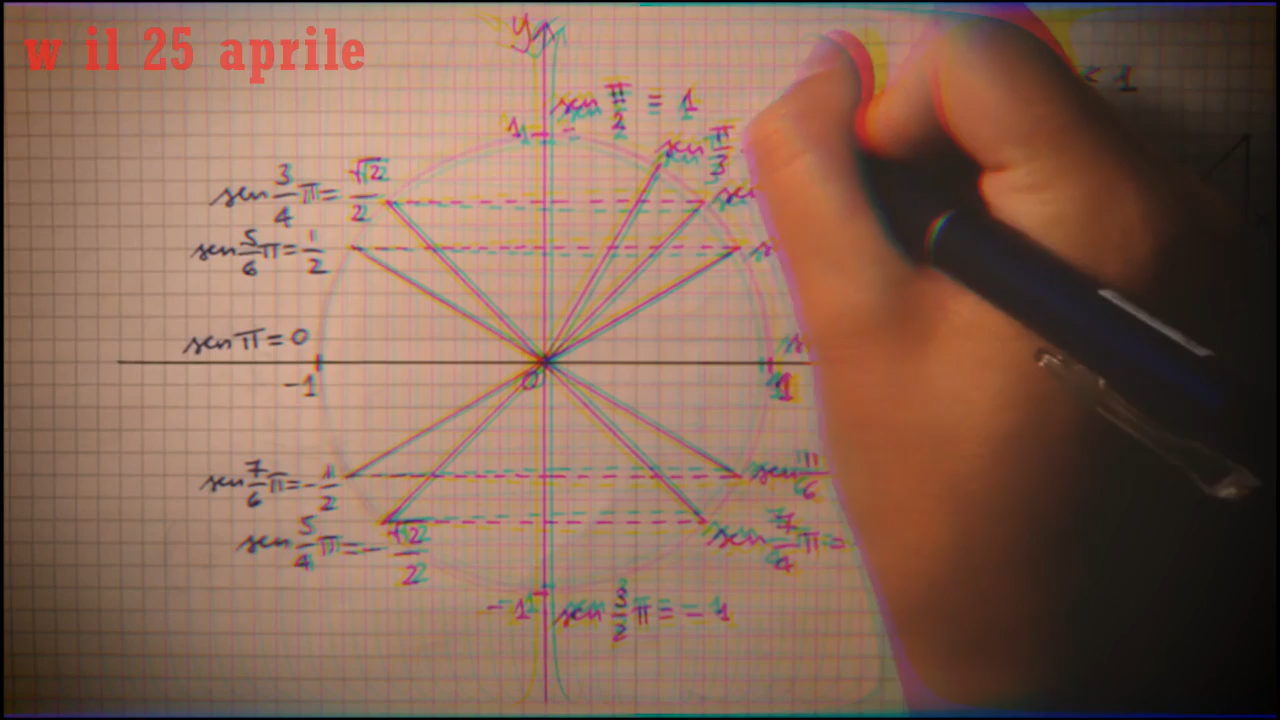 w il 25 aprile
y
< 1
sen π/2 = 1
1
sen π/3
sen 3/4 π = √2/2
sen 5/6 π = 1/2
sen π = 0
-1
0
1
sen 7/6 π = - 1/2
sen 11/6
sen 5/4 π = - √2/2
sen 7/4 π =
-1
sen 3/2 π = - 1